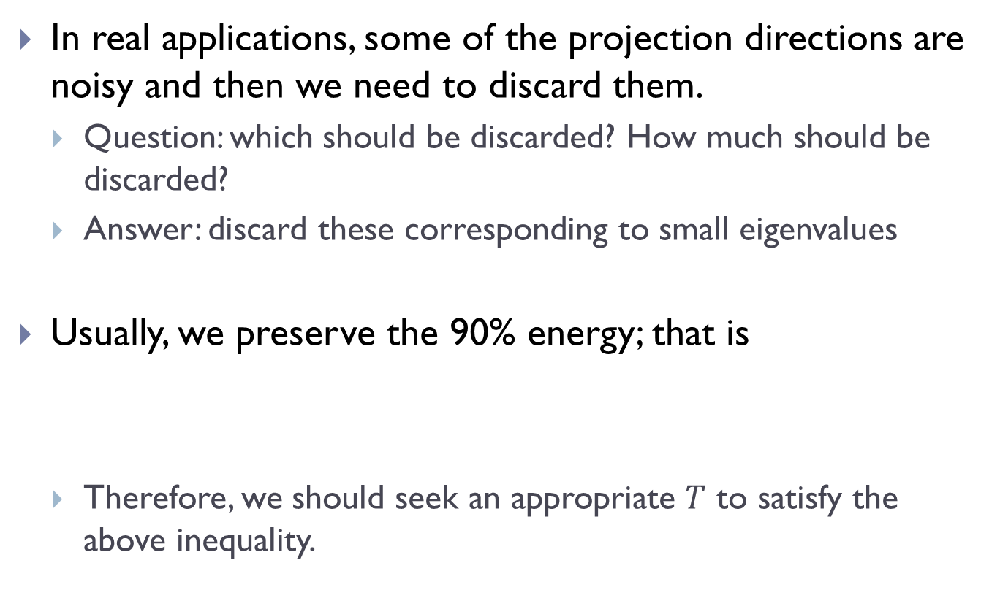 In real applications, some of the projection directions are
noisy and then we need to discard them.
Question: which should be discarded? How much should be
discarded?
Answer: discard these corresponding to small eigenvalues
Usually, we preserve the 90% energy; that is
Therefore, we should seek an appropriate T to satisfy the
above inequality.